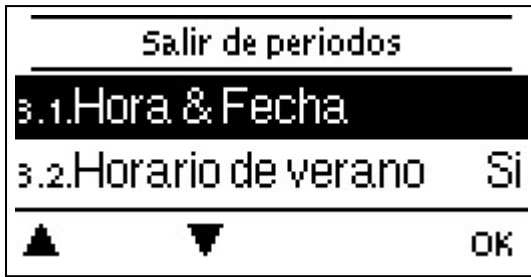 Salir de periodos
3.1.Hora & Fecha
3.2.Horario de verano Si
OK